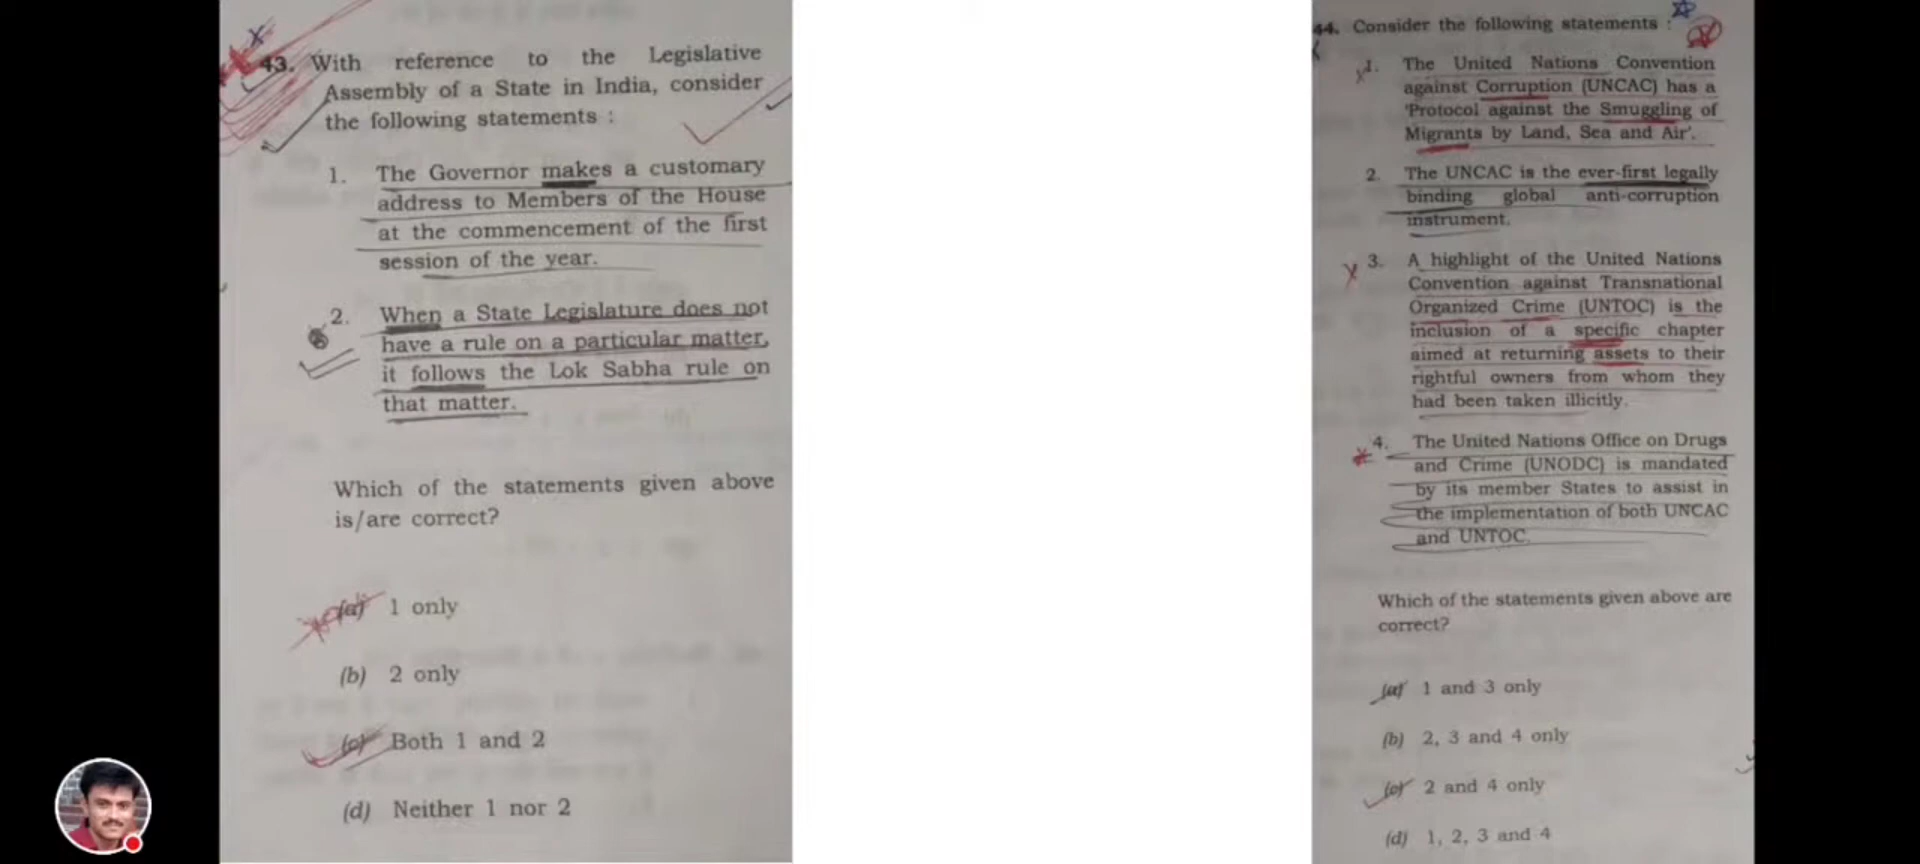 43. With reference to the Legislative
Assembly of a State in India, consider
the following statements :
1. The Governor makes a customary
address to Members of the House
at the commencement of the first
session of the year.
2. When a State Legislature does not
have a rule on a particular matter,
it follows the Lok Sabha rule on
that matter.
Which of the statements given above
is/are correct?
(a) 1 only
(b) 2 only
(c) Both 1 and 2
(d) Neither 1 nor 2
44. Consider the following statements :
1. The United Nations Convention
against Corruption (UNCAC) has a
'Protocol against the Smuggling of
Migrants by Land, Sea and Air'.
2. The UNCAC is the ever-first legally
binding global anti-corruption
instrument.
3. A highlight of the United Nations
Convention against Transnational
Organized Crime (UNTOC) is the
inclusion of a specific chapter
aimed at returning assets to their
rightful owners from whom they
had been taken illicitly.
4. The United Nations Office on Drugs
and Crime (UNODC) is mandated
by its member States to assist in
the implementation of both UNCAC
and UNTOC.
Which of the statements given above are
correct?
(a) 1 and 3 only
(b) 2, 3 and 4 only
(c) 2 and 4 only
(d) 1, 2, 3 and 4